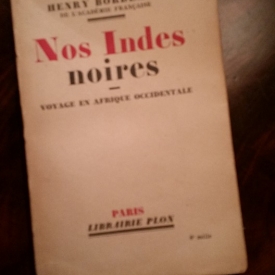 HENRY
DE L'ACADÉMIE FRANÇAISE
Nos Indes
noires
VOYAGE EN AFRIQUE OCCIDENTALE
PARIS
LIBRAIRIE PLON